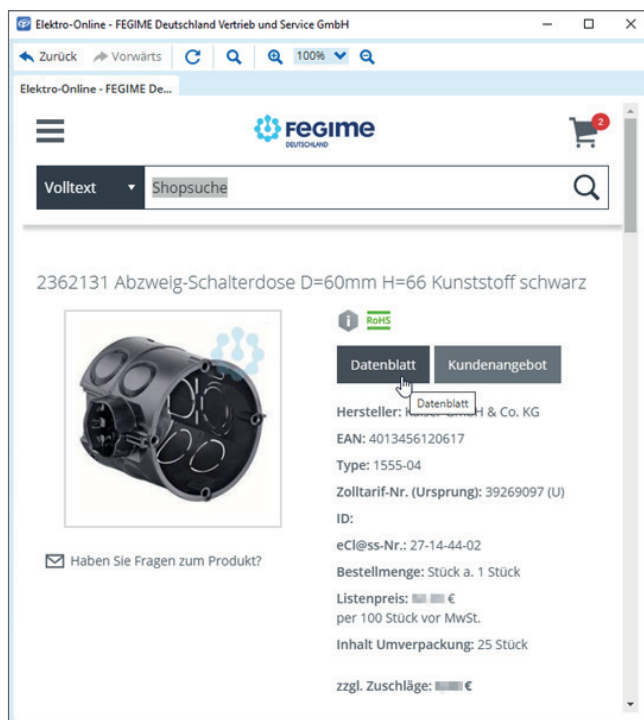 Elektro-Online - FEGIME Deutschland Vertrieb und Service GmbH
Zurück Vorwärts 100%
Elektro-Online - FEGIME De...
FEGIME
DEUTSCHLAND
2
Volltext Shopsuche
2362131 Abzweig-Schalterdose D=60mm H=66 Kunststoff schwarz
RoHS
Datenblatt Kundenangebot
Datenblatt
Hersteller: & Co. KG
EAN: 4013456120617
Type: 1555-04
Zolltarif-Nr. (Ursprung): 39269097 (U)
ID:
eCl@ss-Nr.: 27-14-44-02
Haben Sie Fragen zum Produkt?
Bestellmenge: Stück a. 1 Stück
Listenpreis: €
per 100 Stück vor MwSt.
Inhalt Umverpackung: 25 Stück
zzgl. Zuschläge: €